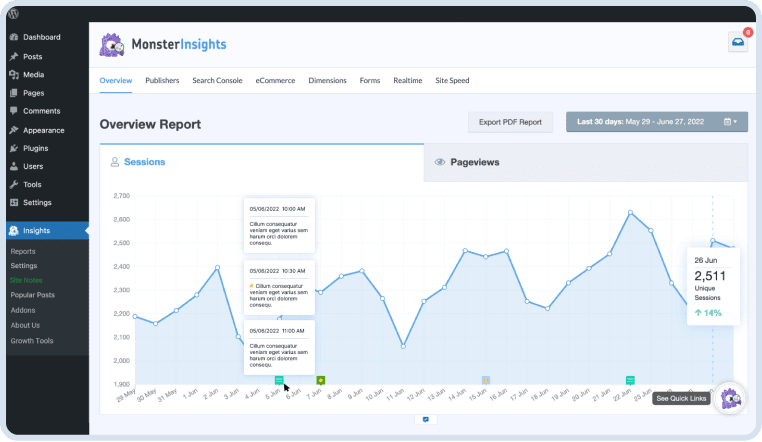 Dashboard
Posts
Media
Pages
Comments
Appearance
Plugins
Users
Tools
Settings
Insights
Reports
Settings
Site Notes
Popular Posts
Addons
About Us
Growth Tools
MonsterInsights
8
Overview Publishers Search Console eCommerce Dimensions Forms Realtime Site Speed
Overview Report
Export PDF Report
Last 30 days: May 29 - June 27, 2022
Sessions
Pageviews
2,700
2,600
2,500
2,400
2,300
2,200
2,100
2,000
1,900
05/06/2022 10:00 AM
Cillum consequatur
veniam eget varius sem
harum orci dolorem
consequ.
05/06/2022 10:30 AM
Cillum consequatur
veniam eget varius sem
harum orci dolorem
consequ.
05/06/2022 11:00 AM
Cillum consequatur
veniam eget varius sem
harum orci dolorem
consequ.
26 Jun
2,511
Unique
Sessions
↑ 14%
29 May 30 May 31 May 1 Jun 2 Jun 3 Jun 4 Jun 5 Jun 6 Jun 7 Jun 8 Jun 9 Jun 10 Jun 11 Jun 12 Jun 13 Jun 14 Jun 15 Jun 16 Jun 17 Jun 18 Jun 19 Jun 20 Jun 21 Jun 22 Jun 23 Jun
See Quick Links